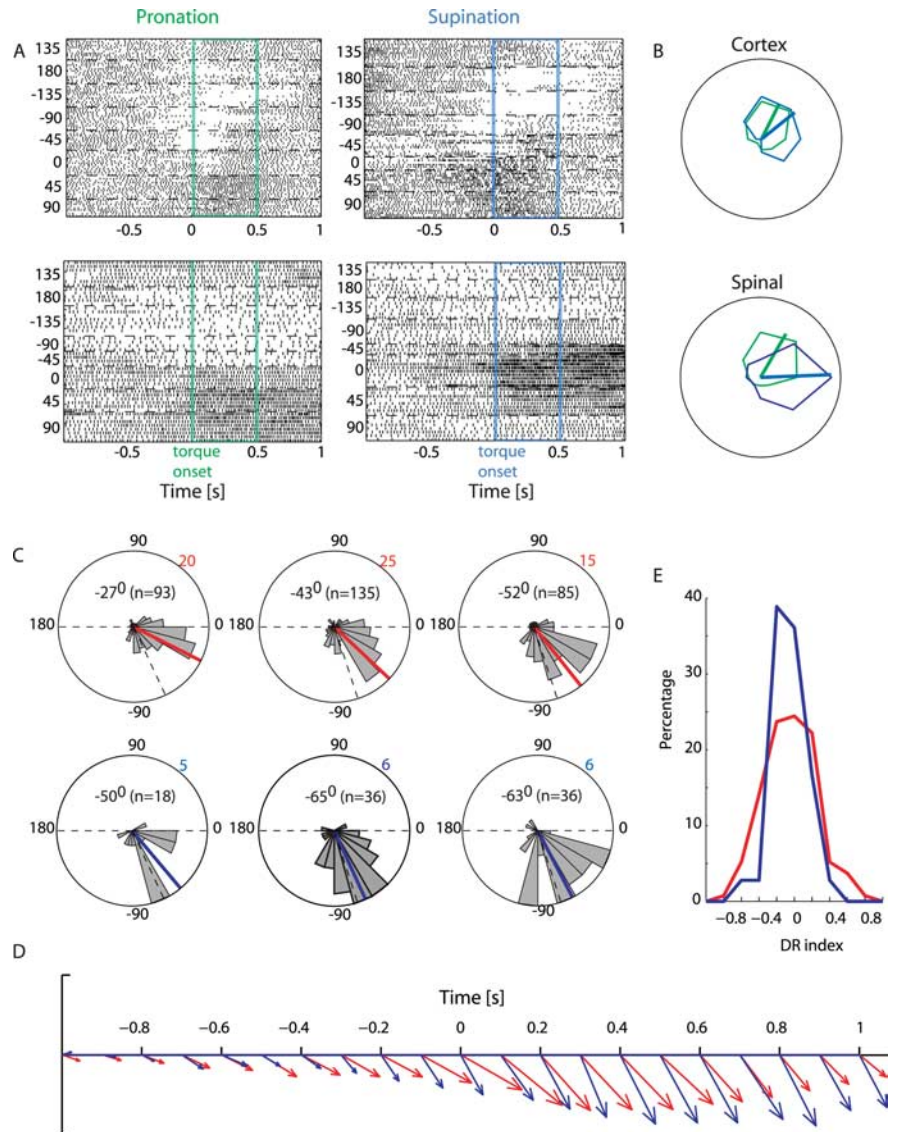 Pronation
Supination
A
135
180
-135
-90
-45
0
45
90
-0.5 0 0.5 1
135
180
-135
-90
-45
0
45
90
-0.5 0 0.5 1
B
Cortex
135
180
-135
-90
-45
0
45
90
-0.5 0.5 1
torque
onset
Time [s]
135
180
-135
-90
-45
0
45
90
-0.5 0.5 1
torque
onset
Time [s]
Spinal
C
90
20
-27⁰ (n=93)
180
0
-90
90
25
-43⁰ (n=135)
180
0
-90
90
15
-52⁰ (n=85)
180
0
-90
90
5
-50⁰ (n=18)
180
0
-90
90
6
-65⁰ (n=36)
180
0
-90
90
6
-63⁰ (n=36)
180
0
-90
E
40
30
20
10
0
Percentage
-0.8 -0.4 0 0.4 0.8
DR index
D
Time [s]
-0.8 -0.6 -0.4 -0.2 0 0.2 0.4 0.6 0.8 1